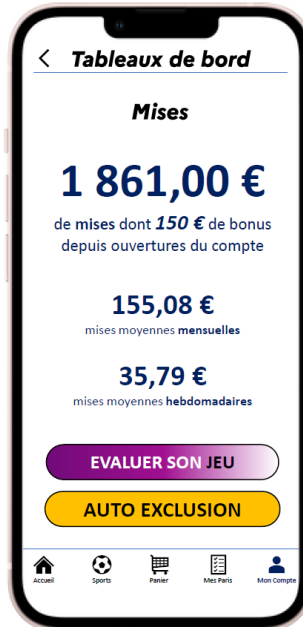 Tableaux de bord
Mises
1 861,00 €
de mises dont 150 € de bonus
depuis ouvertures du compte
155,08 €
mises moyennes mensuelles
35,79 €
mises moyennes hebdomadaires
EVALUER SON JEU
AUTO EXCLUSION
Accueil Sports Panier Mes Paris Mon Compte